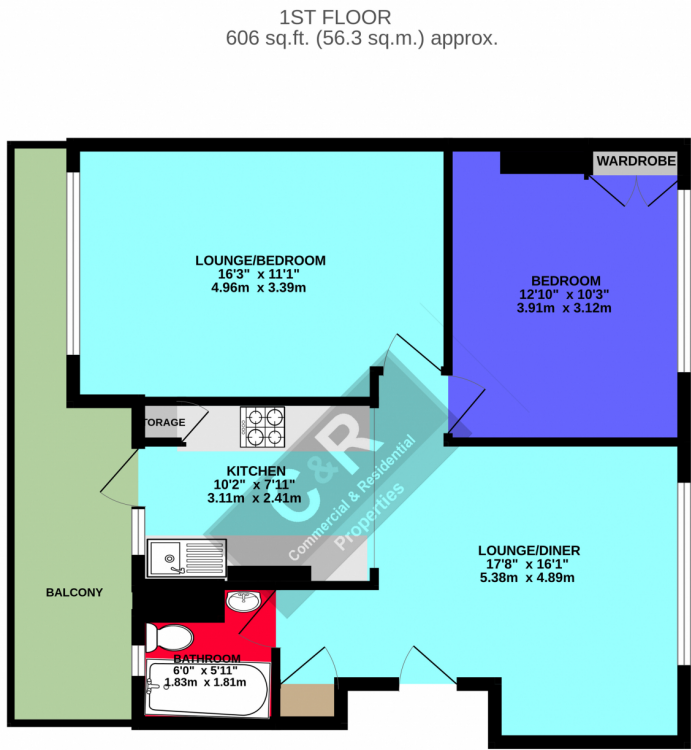 1ST FLOOR
606 sq.ft. (56.3 sq.m.) approx.
WARDROBE
LOUNGE/BEDROOM
16'3" x 11'1"
4.96m x 3.39m
BEDROOM
12'10" x 10'3"
3.91m x 3.12m
TORAGE
KITCHEN
10'2" x 7'11"
3.11m x 2.41m
C&R
Commercial & Residential
Properties
LOUNGE/DINER
17'8" x 16'1"
5.38m x 4.89m
BALCONY
BATHROOM
6'0" x 5'11"
1.83m x 1.81m